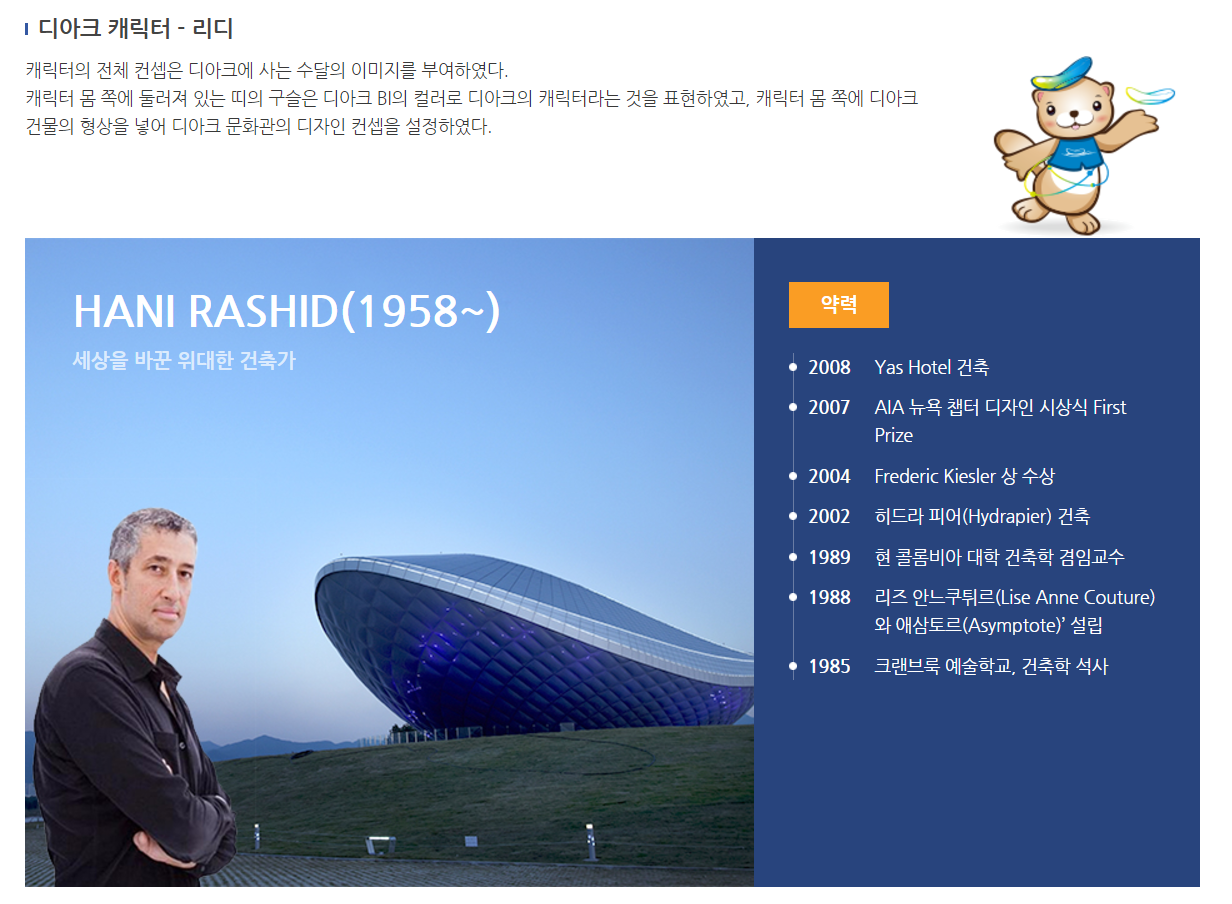 디아크 캐릭터 - 리디
캐릭터의 전체 컨셉은 디아크에 사는 수달의 이미지를 부여하였다.
캐릭터 몸 쪽에 둘러져 있는 띠의 구슬은 디아크 BI의 컬러로 디아크의 캐릭터라는 것을 표현하였고, 캐릭터 몸 쪽에 디아크
건물의 형상을 넣어 디아크 문화관의 디자인 컨셉을 설정하였다.
HANI RASHID(1958~)
세상을 바꾼 위대한 건축가
약력
2008 Yas Hotel 건축
2007 AIA 뉴욕 챕터 디자인 시상식 First
Prize
2004 Frederic Kiesler 상 수상
2002 히드라 피어(Hydrapier) 건축
1989 현 콜롬비아 대학 건축학 겸임교수
1988 리즈 안느쿠튀르(Lise Anne Couture)
와 애삼토르(Asymptote)’ 설립
1985 크랜브룩 예술학교, 건축학 석사